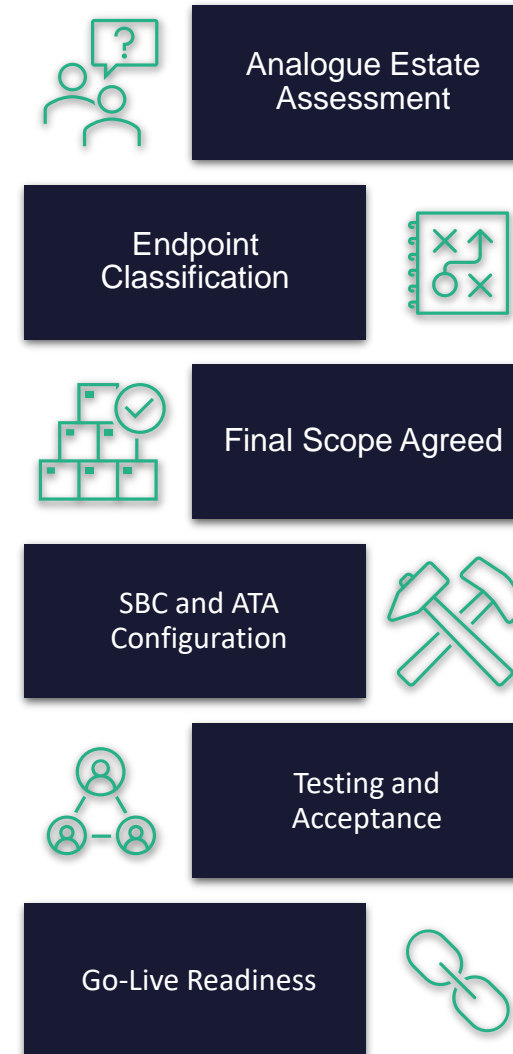 ?
Analogue Estate
Assessment
Endpoint
Classification
Final Scope Agreed
SBC and ATA
Configuration
Testing and
Acceptance
Go-Live Readiness